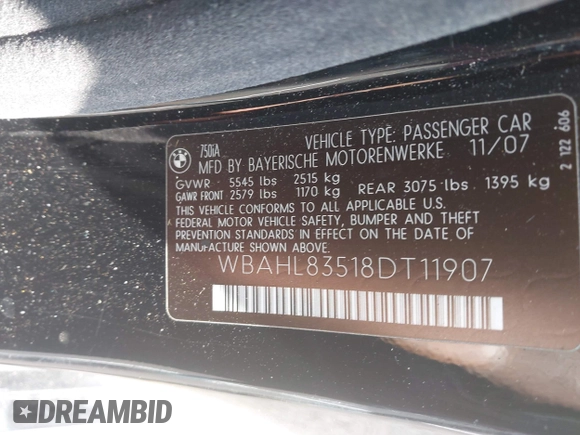 BMW
750iA
VEHICLE TYPE: PASSENGER CAR
MFD BY BAYERISCHE MOTORENWERKE 11/07
GVWR 5545 lbs 2515 kg
GAWR FRONT 2579 lbs 1170 kg REAR 3075 lbs 1395 kg
THIS VEHICLE CONFORMS TO ALL APPLICABLE U.S.
FEDERAL MOTOR VEHICLE SAFETY, BUMPER AND THEFT
PREVENTION STANDARDS IN EFFECT ON THE DATE OF
MANUFACTURE SHOWN ABOVE.
WBAHL83518DT11907
2 122 606
DREAMBID